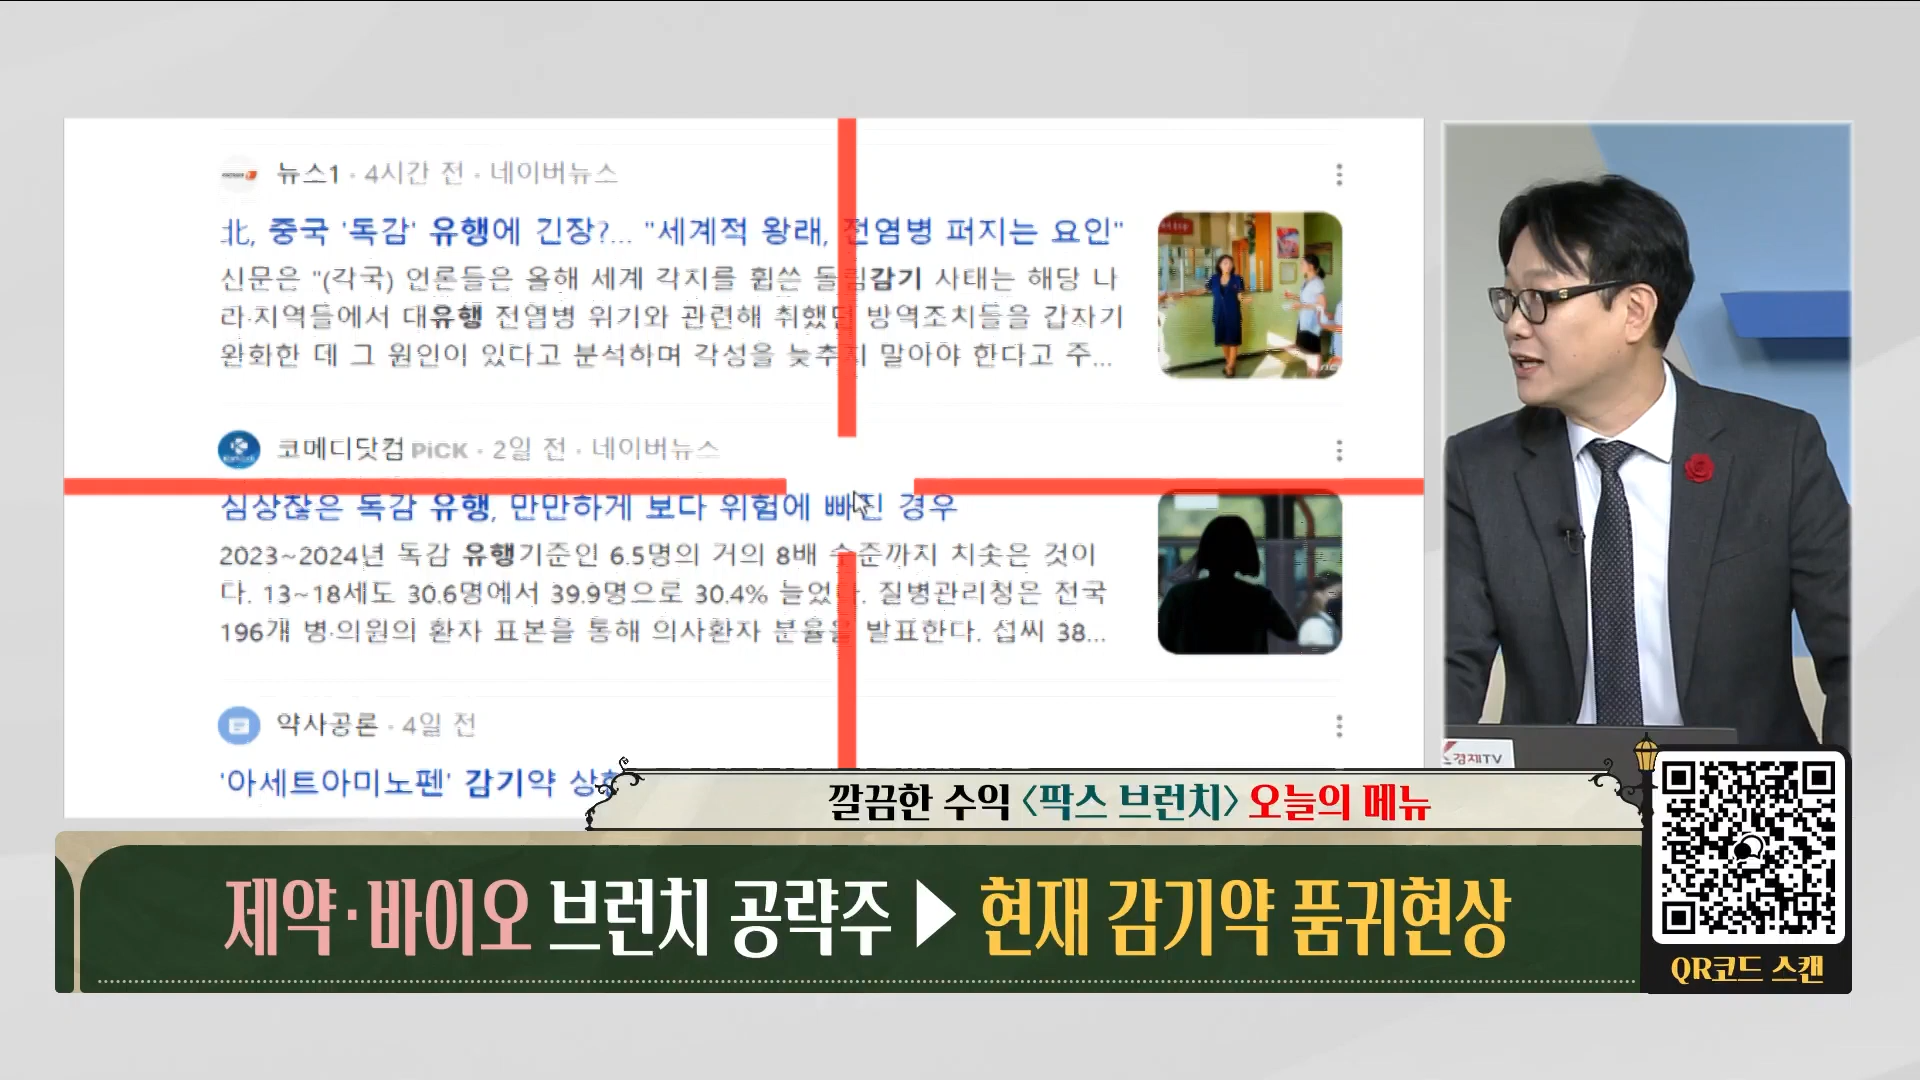 뉴스1 · 4시간 전 · 네이버뉴스
北, 중국 '독감' 유행에 긴장?... "세계적 왕래, 전염병 퍼지는 요인"
신문은 "(각국) 언론들은 올해 세계 각지를 휩쓴 돌림감기 사태는 해당 나
라·지역들에서 대유행 전염병 위기와 관련해 취했던 방역조치들을 갑자기
완화한 데 그 원인이 있다고 분석하며 각성을 늦추지 말아야 한다고 주...
코메디닷컴 PiCK · 2일 전 · 네이버뉴스
심상찮은 독감 유행, 만만하게 보다 위험에 빠진 경우
2023~2024년 독감 유행기준인 6.5명의 거의 8배 수준까지 치솟은 것이
다. 13~18세도 30.6명에서 39.9명으로 30.4% 늘었다. 질병관리청은 전국
196개 병·의원의 환자 표본을 통해 의사환자 분율을 발표한다. 섭씨 38...
약사공론 · 4일 전
'아세트아미노펜' 감기약
경제TV
깔끔한 수익 〈팍스 브런치〉 오늘의 메뉴
제약·바이오 브런치 공략주 ▶ 현재 감기약 품귀현상
QR코드 스캔